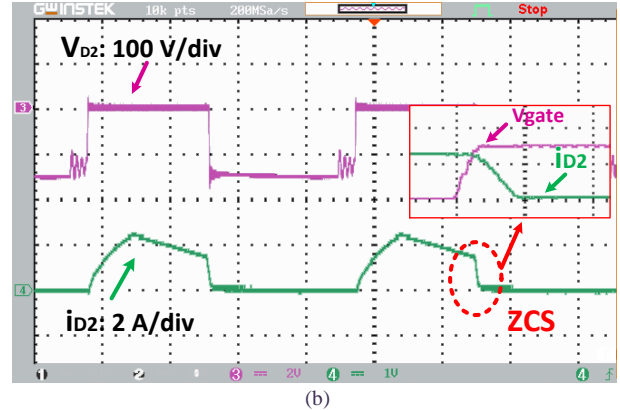 GWINSTEK 10k pts 200MSa/s Stop
VD2: 100 V/div
3
Vgate
iD2
4
iD2: 2 A/div
ZCS
1 2 3 2V 4 1V 4
(b)